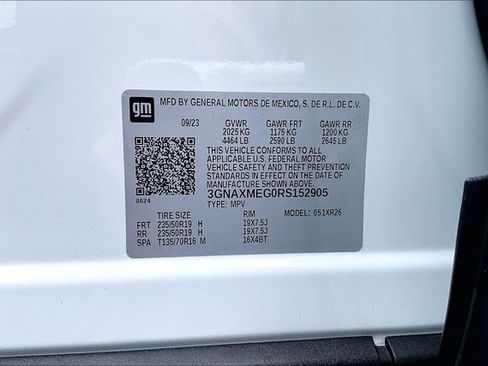 gm
MFD BY GENERAL MOTORS DE MEXICO, S. DE R.L. DE C.V.
09/23 GVWR GAWR FRT GAWR RR
2025 KG 1175 KG 1200 KG
4464 LB 2590 LB 2645 LB
THIS VEHICLE CONFORMS TO ALL
APPLICABLE U.S. FEDERAL MOTOR
VEHICLE SAFETY AND THEFT PREVENTION
STANDARDS IN EFFECT ON THE DATE OF
MANUFACTURE SHOWN ABOVE.
3GNAXMEG0RS152905
8624 TYPE: MPV
TIRE SIZE RIM MODEL: 051XR26
FRT 235/50R19 H 19X7.5J
RR 235/50R19 H 19X7.5J
SPA T135/70R16 M 16X4BT